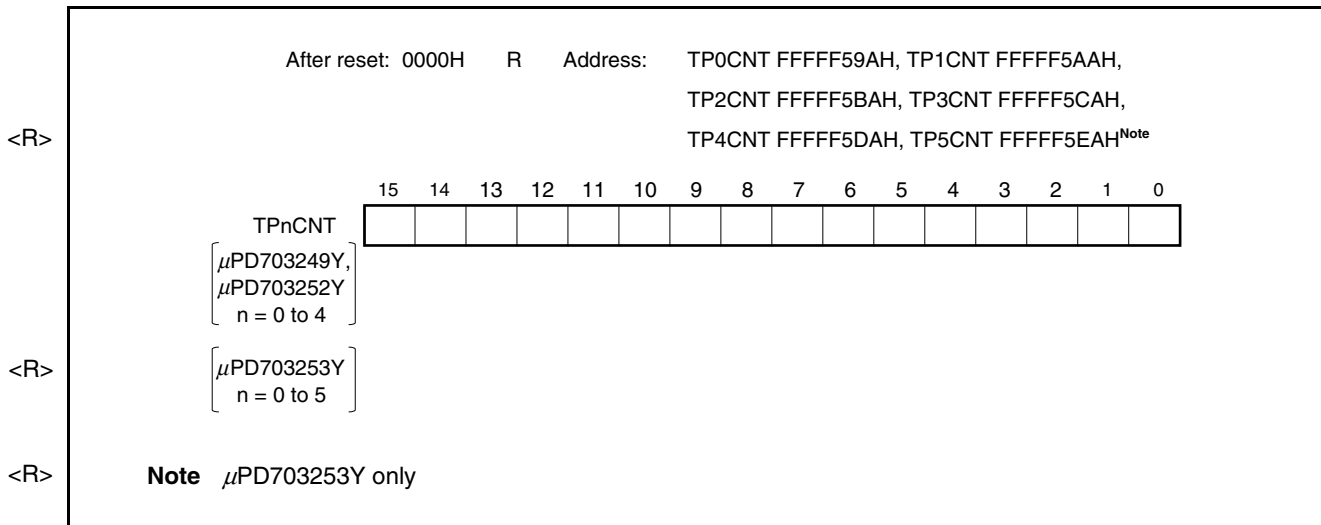 After reset: 0000H R Address: TP0CNT FFFFF59AH, TP1CNT FFFFF5AAH,
TP2CNT FFFFF5BAH, TP3CNT FFFFF5CAH,
<R> TP4CNT FFFFF5DAH, TP5CNT FFFFF5EAH^Note
15 14 13 12 11 10 9 8 7 6 5 4 3 2 1 0
TPnCNT
μPD703249Y,
μPD703252Y
n = 0 to 4
<R> μPD703253Y
n = 0 to 5
<R> Note μPD703253Y only